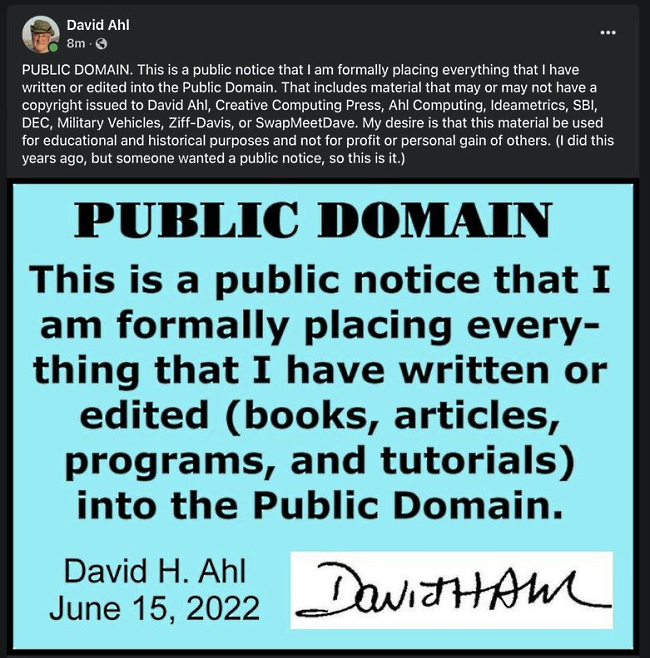 David Ahl
8m ·
PUBLIC DOMAIN. This is a public notice that I am formally placing everything that I have
written or edited into the Public Domain. That includes material that may or may not have a
copyright issued to David Ahl, Creative Computing Press, Ahl Computing, Ideametrics, SBI,
DEC, Military Vehicles, Ziff-Davis, or SwapMeetDave. My desire is that this material be used
for educational and historical purposes and not for profit or personal gain of others. (I did this
years ago, but someone wanted a public notice, so this is it.)
PUBLIC DOMAIN
This is a public notice that I
am formally placing every-
thing that I have written or
edited (books, articles,
programs, and tutorials)
into the Public Domain.
David H. Ahl
June 15, 2022
David H Ahl